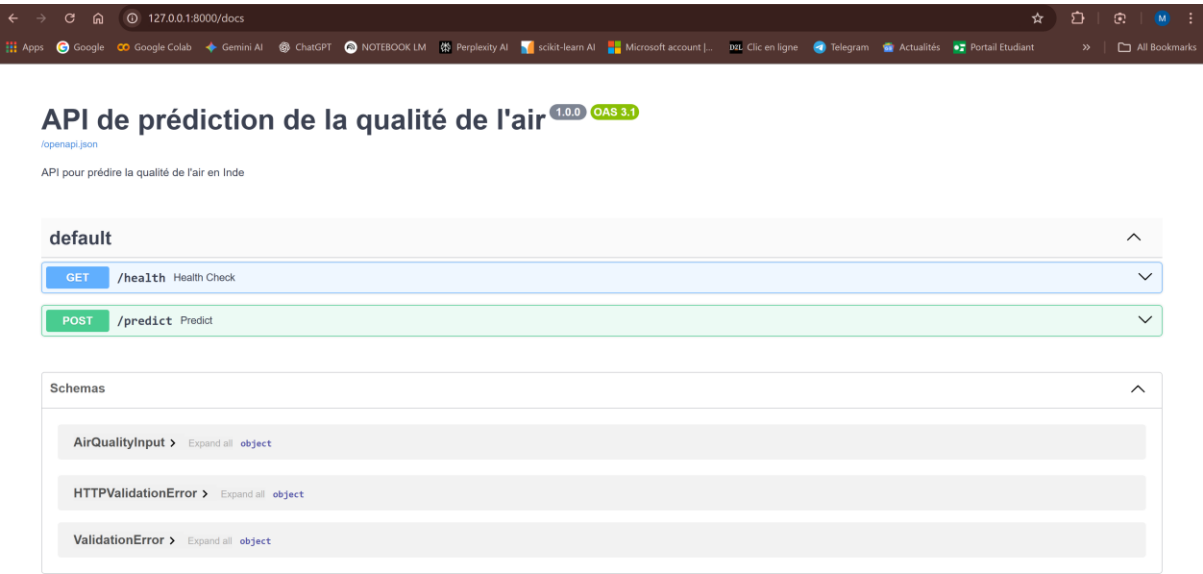 127.0.0.1:8000/docs
M
Apps Google Google Colab Gemini AI ChatGPT NOTEBOOK LM Perplexity AI scikit-learn AI Microsoft account |... DZL Clic en ligne Telegram Actualités Portail Etudiant » All Bookmarks
API de prédiction de la qualité de l'air 1.0.0 OAS 3.1
/openapi.json
API pour prédire la qualité de l'air en Inde
default
GET /health Health Check
POST /predict Predict
Schemas
AirQualityInput > Expand all object
HTTPValidationError > Expand all object
ValidationError > Expand all object